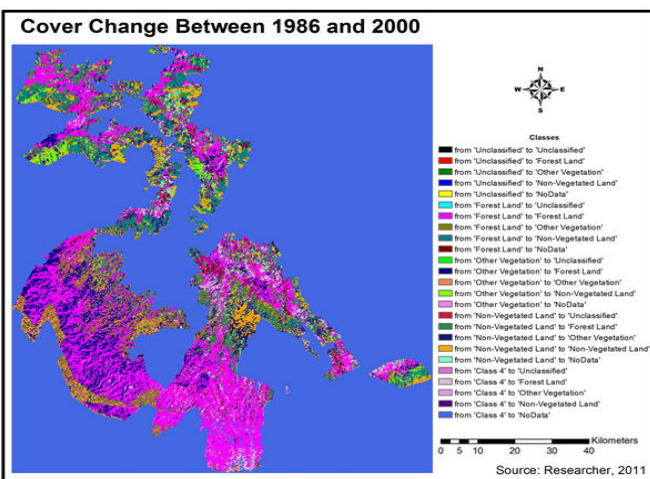 Cover Change Between 1986 and 2000
N
W E
S
Classes
from 'Unclassified' to 'Unclassified'
from 'Unclassified' to 'Forest Land'
from 'Unclassified' to 'Other Vegetation'
from 'Unclassified' to 'Non-Vegetated Land'
from 'Unclassified' to 'NoData'
from 'Forest Land' to 'Unclassified'
from 'Forest Land' to 'Forest Land'
from 'Forest Land' to 'Other Vegetation'
from 'Forest Land' to 'Non-Vegetated Land'
from 'Forest Land' to 'NoData'
from 'Other Vegetation' to 'Unclassified'
from 'Other Vegetation' to 'Forest Land'
from 'Other Vegetation' to 'Other Vegetation'
from 'Other Vegetation' to 'Non-Vegetated Land'
from 'Other Vegetation' to 'NoData'
from 'Non-Vegetated Land' to 'Unclassified'
from 'Non-Vegetated Land' to 'Forest Land'
from 'Non-Vegetated Land' to 'Other Vegetation'
from 'Non-Vegetated Land' to 'Non-Vegetated Land'
from 'Non-Vegetated Land' to 'NoData'
from 'Class 4' to 'Unclassified'
from 'Class 4' to 'Forest Land'
from 'Class 4' to 'Other Vegetation'
from 'Class 4' to 'Non-Vegetated Land'
from 'Class 4' to 'NoData'
Kilometers
0 5 10 20 30 40
Source: Researcher, 2011